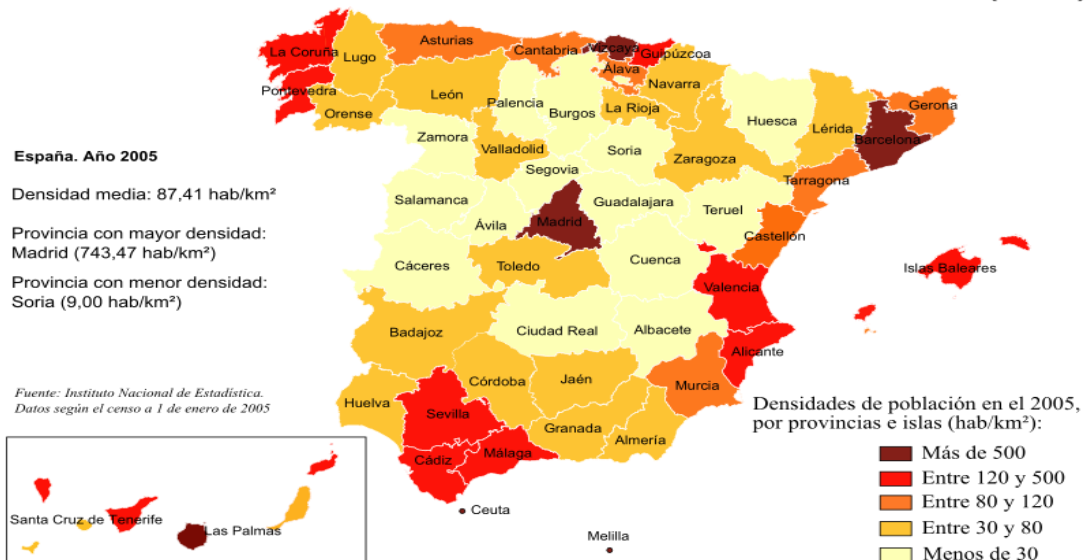 España. Año 2005
Densidad media: 87,41 hab/km²
Provincia con mayor densidad:
Madrid (743,47 hab/km²)
Provincia con menor densidad:
Soria (9,00 hab/km²)
Fuente: Instituto Nacional de Estadística.
Datos según el censo a 1 de enero de 2005
La Coruña
Lugo
Asturias
Cantabria
Vizcaya
Guipúzcoa
Álava
Navarra
Pontevedra
Orense
León
Palencia
Burgos
La Rioja
Huesca
Lérida
Gerona
Barcelona
Zamora
Valladolid
Soria
Zaragoza
Tarragona
Segovia
Salamanca
Ávila
Madrid
Guadalajara
Teruel
Castellón
Cáceres
Toledo
Cuenca
Valencia
Islas Baleares
Badajoz
Ciudad Real
Albacete
Alicante
Huelva
Sevilla
Córdoba
Jaén
Murcia
Cádiz
Málaga
Granada
Almería
Ceuta
Melilla
Santa Cruz de Tenerife
Las Palmas
Densidades de población en el 2005,
por provincias e islas (hab/km²):
Más de 500
Entre 120 y 500
Entre 80 y 120
Entre 30 y 80
Menos de 30